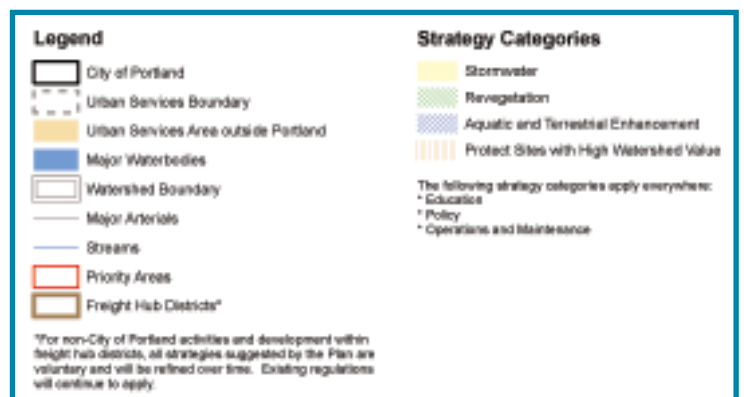 Legend
City of Portland
Urban Services Boundary
Urban Services Area outside Portland
Major Waterbodies
Watershed Boundary
Major Arterials
Streams
Priority Areas
Freight Hub Districts*
*For non-City of Portland activities and development within
freight hub districts, all strategies suggested by the Plan are
voluntary and will be refined over time. Existing regulations
will continue to apply.
Strategy Categories
Stormwater
Revegetation
Aquatic and Terrestrial Enhancement
Protect Sites with High Watershed Value
The following strategy categories apply everywhere:
* Education
* Policy
* Operations and Maintenance